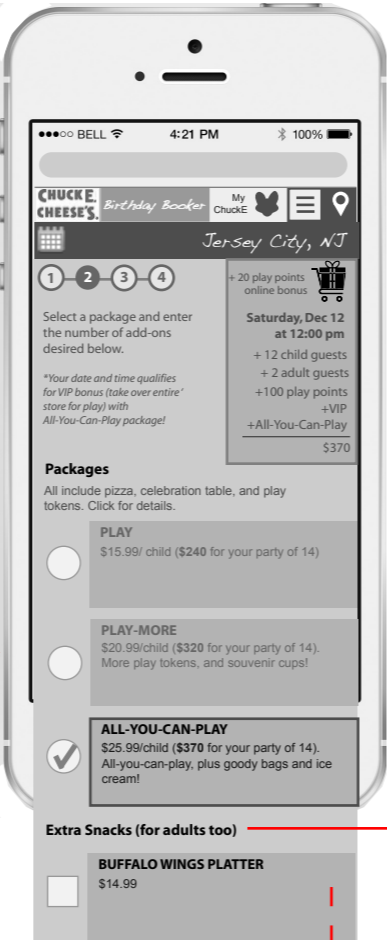 BELL 4:21 PM 100%
CHUCK E.
CHEESE'S.
Birthday Booker
My
ChuckE
Jersey City, NJ
1 2 3 4
Select a package and enter
the number of add-ons
desired below.
*Your date and time qualifies
for VIP bonus (take over entire'
store for play) with
All-You-Can-Play package!
+ 20 play points
online bonus
Saturday, Dec 12
at 12:00 pm
+ 12 child guests
+ 2 adult guests
+100 play points
+VIP
+All-You-Can-Play
$370
Packages
All include pizza, celebration table, and play
tokens. Click for details.
PLAY
$15.99/ child ($240 for your party of 14)
PLAY-MORE
$20.99/child ($320 for your party of 14).
More play tokens, and souvenir cups!
ALL-YOU-CAN-PLAY
$25.99/child ($370 for your party of 14).
All-you-can-play, plus goody bags and ice
cream!
Extra Snacks (for adults too)
BUFFALO WINGS PLATTER
$14.99